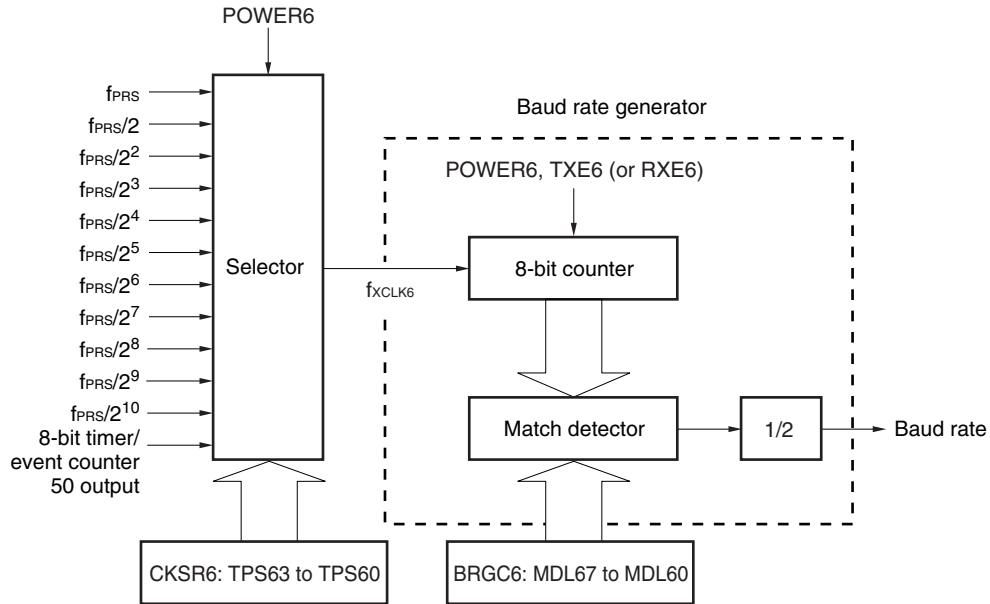 POWER6
fPRS
fPRS/2
fPRS/2²
fPRS/2³
fPRS/2⁴
fPRS/2⁵
fPRS/2⁶
fPRS/2⁷
fPRS/2⁸
fPRS/2⁹
fPRS/2¹⁰
8-bit timer/
event counter
50 output
Selector
fXCLK6
Baud rate generator
POWER6, TXE6 (or RXE6)
8-bit counter
Match detector
1/2
Baud rate
CKSR6: TPS63 to TPS60
BRGC6: MDL67 to MDL60